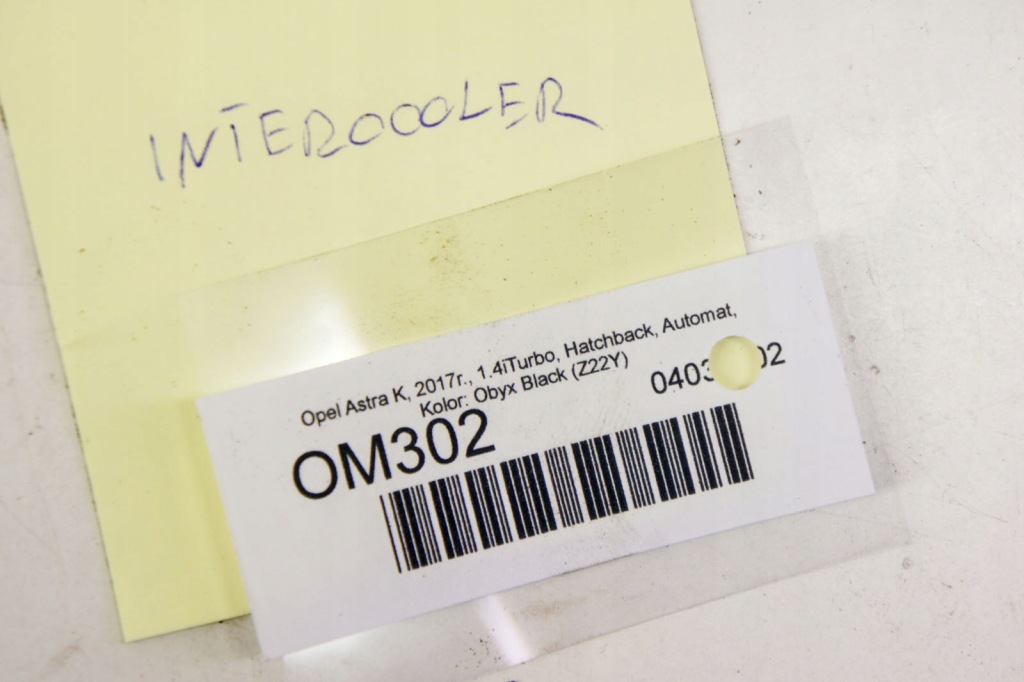 INTEROOOLER
Opel Astra K, 2017r., 1.4iTurbo, Hatchback, Automat,
Kolor: Obyx Black (Z22Y)
OM302